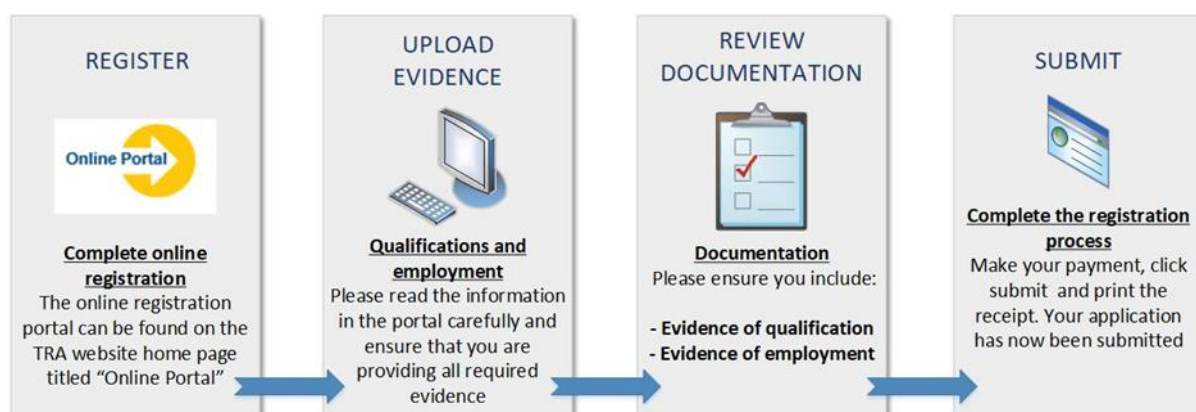 REGISTER
Online Portal
Complete online
registration
The online registration
portal can be found on the
TRA website home page
titled “Online Portal”
UPLOAD
EVIDENCE
Qualifications and
employment
Please read the information
in the portal carefully and
ensure that you are
providing all required
evidence
REVIEW
DOCUMENTATION
Documentation
Please ensure you include:
- Evidence of qualification
- Evidence of employment
SUBMIT
Complete the registration
process
Make your payment, click
submit and print the
receipt. Your application
has now been submitted